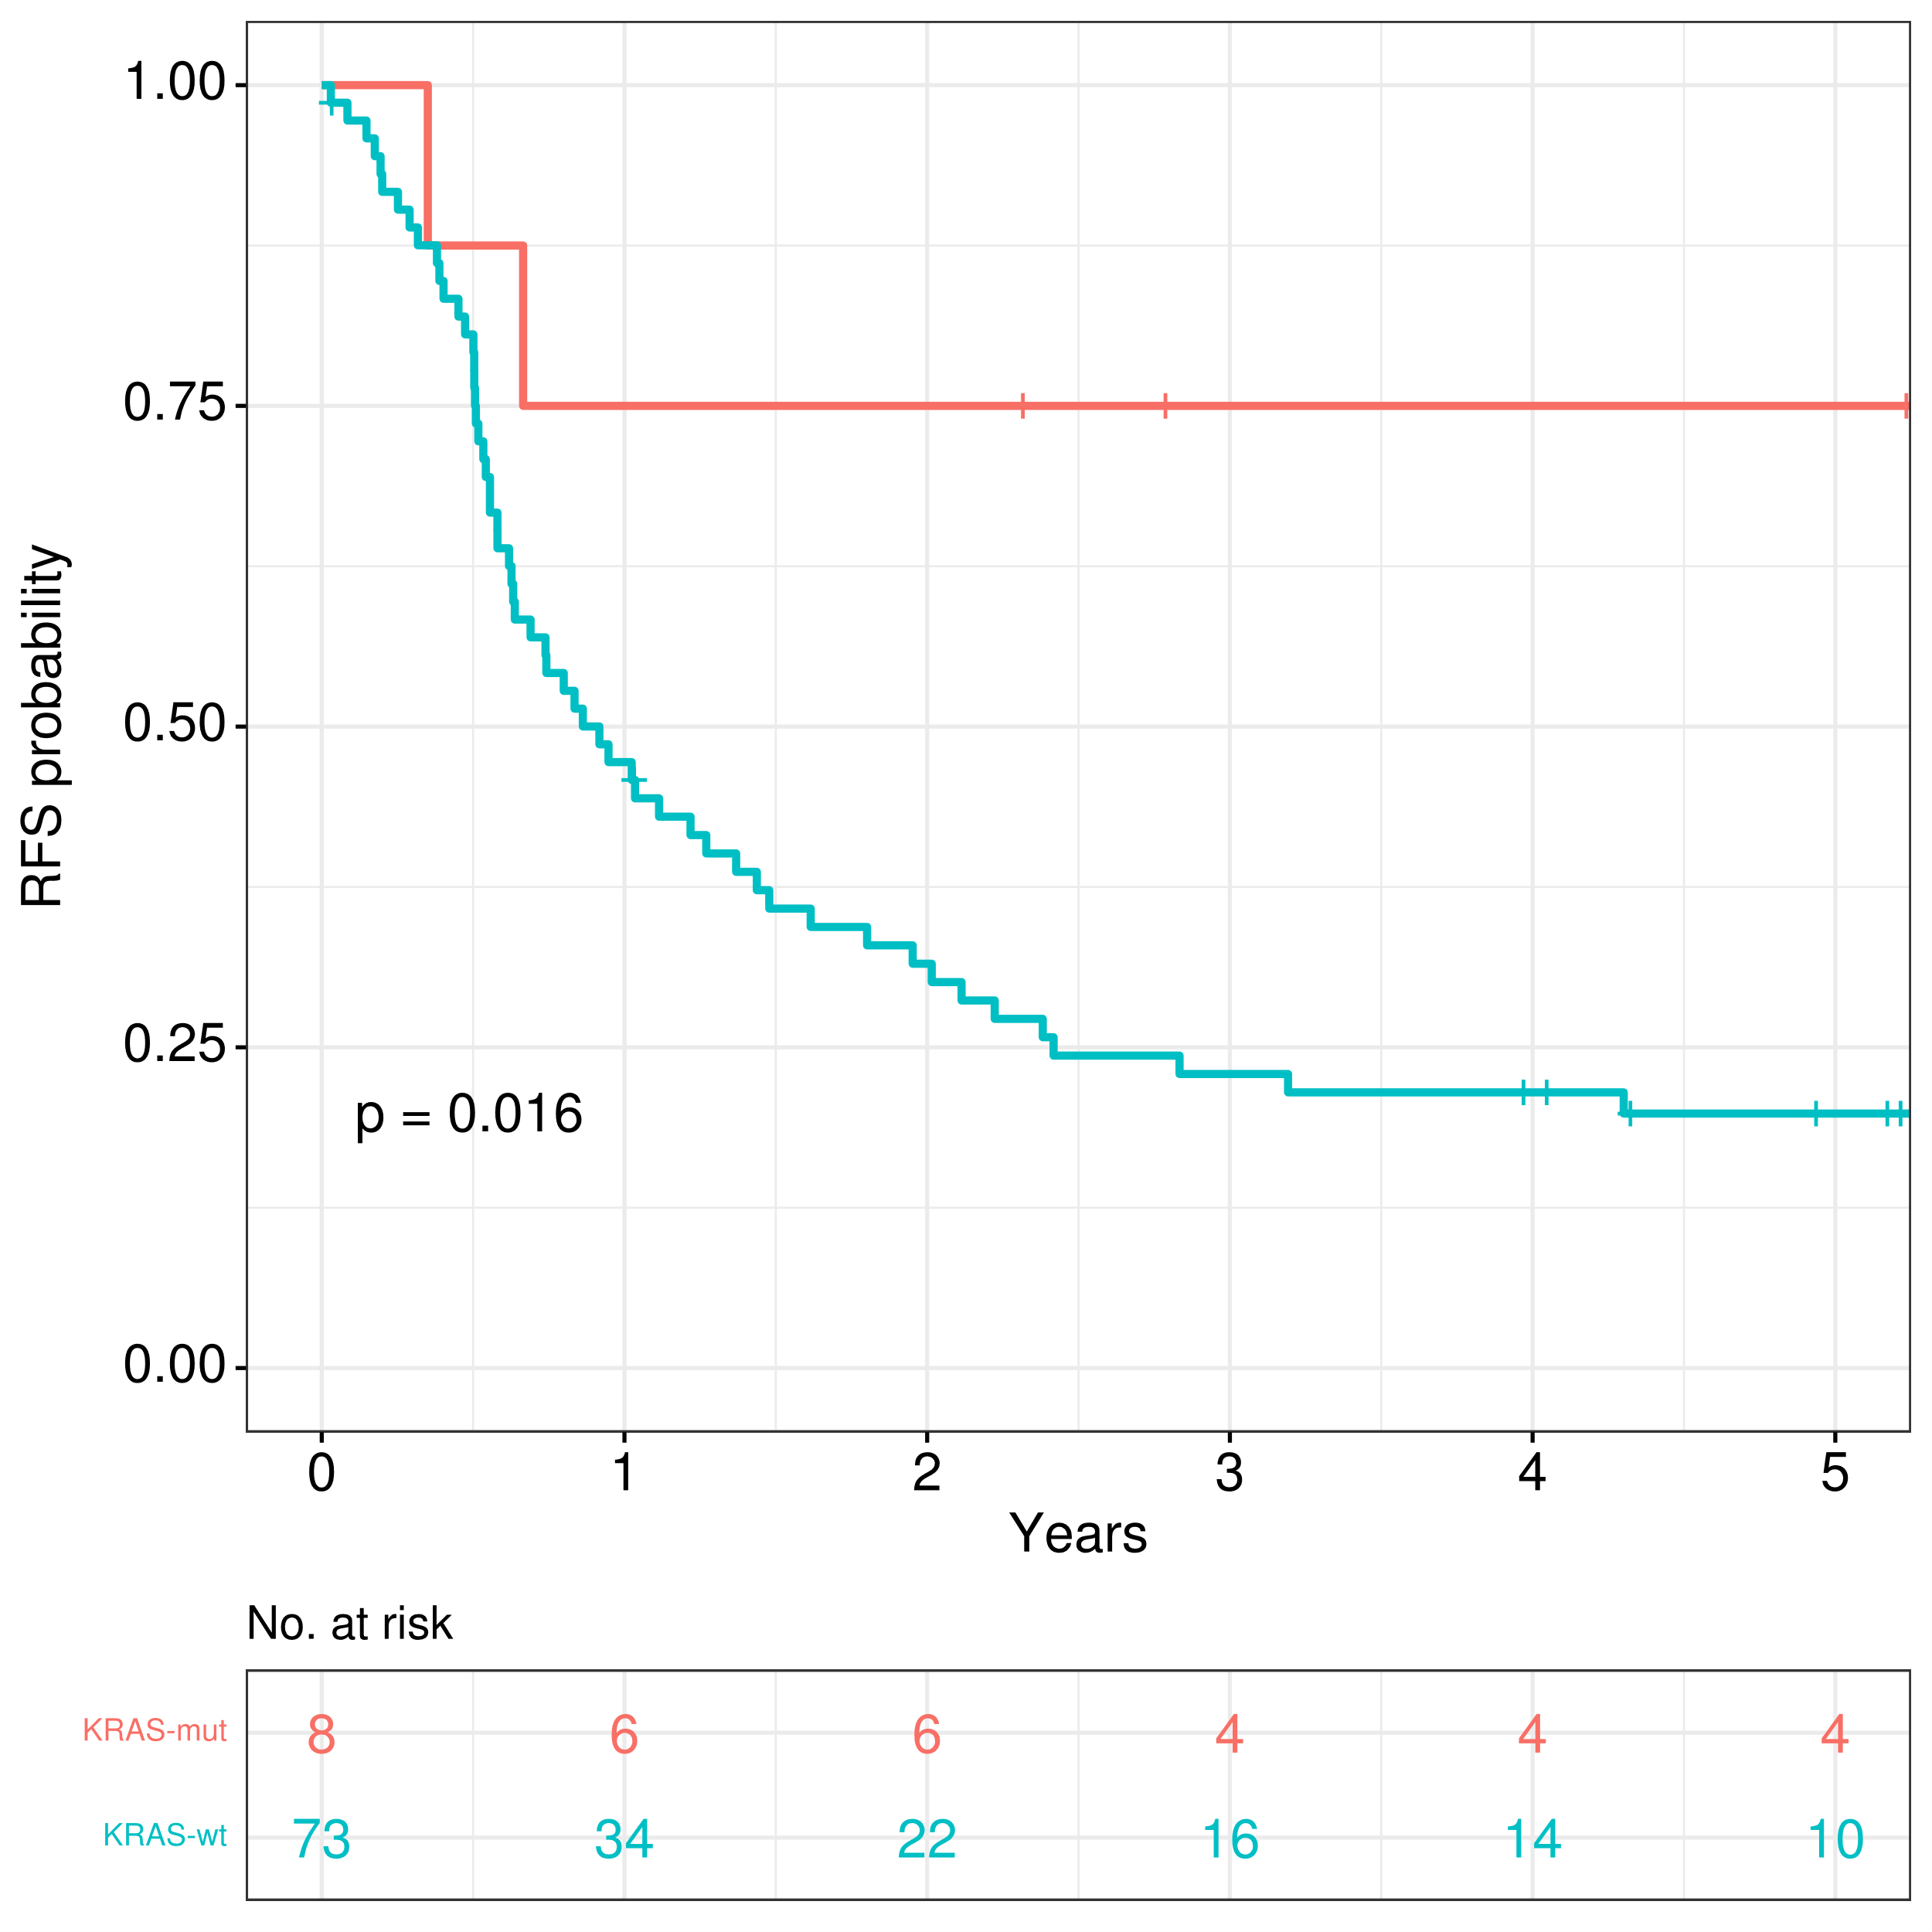 1.00
0.75
0.50
0.25
0.00
RFS probability
p = 0.016
0 1 2 3 4 5
Years
No. at risk
KRAS-mut 8 6 6 4 4 4
KRAS-wt 73 34 22 16 14 10